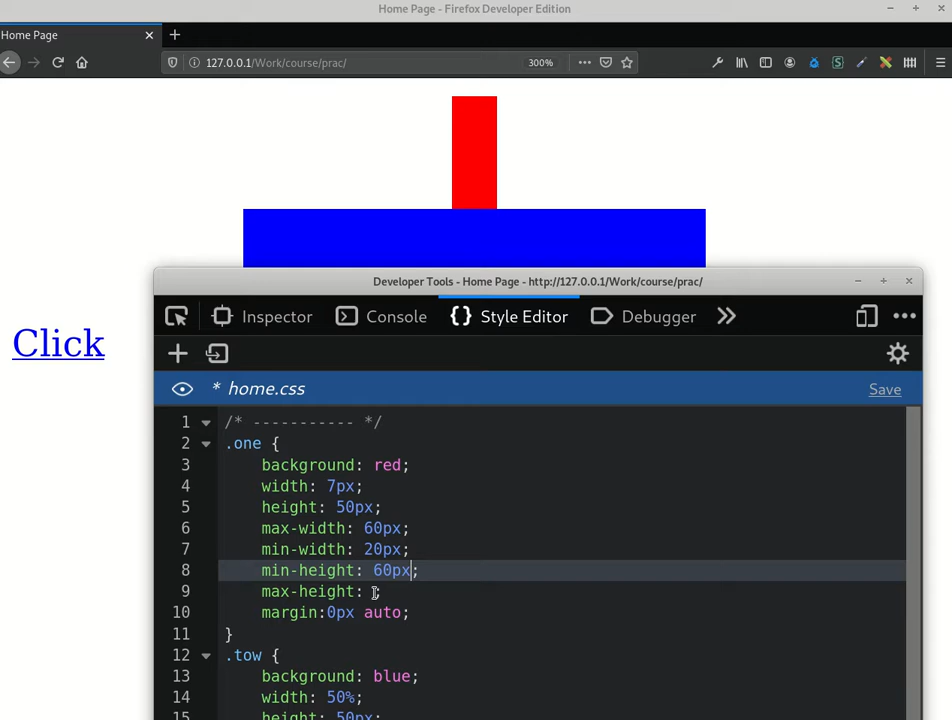 Home Page - Firefox Developer Edition
Home Page
127.0.0.1/Work/course/prac/
300%
Developer Tools - Home Page - http://127.0.0.1/Work/course/prac/
Inspector
Console
{} Style Editor
Debugger
Click
* home.css
Save
1 /* ----------- */
2 .one {
3 background: red;
4 width: 7px;
5 height: 50px;
6 max-width: 60px;
7 min-width: 20px;
8 min-height: 60px;
9 max-height: ;
10 margin:0px auto;
11 }
12 .tow {
13 background: blue;
14 width: 50%;
15 height: 50px;